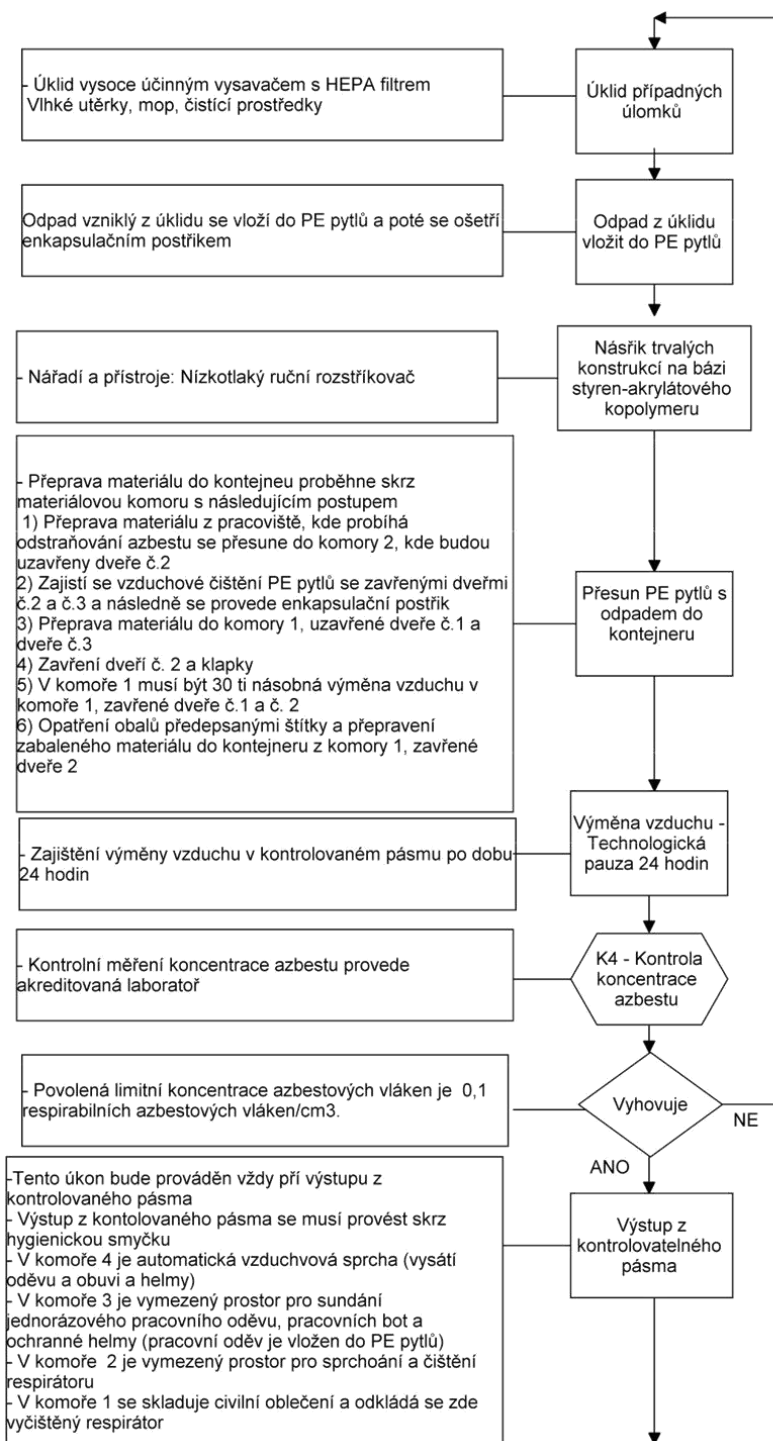 - Úklid vysoce účinným vysavačem s HEPA filtrem
Vlhké utěrky, mop, čistící prostředky
Úklid případných
úlomků
Odpad vzniklý z úklidu se vloží do PE pytlů a poté se ošetří
enkapsulačním postřikem
Odpad z úklidu
vložit do PE pytlů
- Nářadí a přístroje: Nízkotlaký ruční rozstřikovač
Násřik trvalých
konstrukcí na bázi
styren-akrylátového
kopolymeru
- Přeprava materiálu do kontejneu proběhne skrz
materiálovou komoru s následujícím postupem
1) Přeprava materiálu z pracoviště, kde probíhá
odstraňování azbestu se přesune do komory 2, kde budou
uzavřeny dveře č.2
2) Zajistí se vzduchové čištění PE pytlů se zavřenými dveřmi
č.2 a č.3 a následně se provede enkapsulační postřik
3) Přeprava materiálu do komory 1, uzavřené dveře č.1 a
dveře č.3
4) Zavření dveří č. 2 a klapky
5) V komoře 1 musí být 30 ti násobná výměna vzduchu v
komoře 1, zavřené dveře č.1 a č. 2
6) Opatření obalů předepsanými štítky a přepravení
zabaleného materiálu do kontejneru z komory 1, zavřené
dveře 2
Přesun PE pytlů s
odpadem do
kontejneru
- Zajištění výměny vzduchu v kontrolovaném pásmu po dobu
24 hodin
Výměna vzduchu -
Technologická
pauza 24 hodin
- Kontrolní měření koncentrace azbestu provede
akreditovaná laboratoř
K4 - Kontrola
koncentrace
azbestu
- Povolená limitní koncentrace azbestových vláken je 0,1
respirabilních azbestových vláken/cm3.
Vyhovuje
NE
ANO
-Tento úkon bude prováděn vždy pří výstupu z
kontrolovaného pásma
- Výstup z kontolovaného pásma se musí provést skrz
hygienickou smyčku
- V komoře 4 je automatická vzduchvová sprcha (vysátí
oděvu a obuvi a helmy)
- V komoře 3 je vymezený prostor pro sundání
jednorázového pracovního oděvu, pracovních bot a
ochranné helmy (pracovní oděv je vložen do PE pytlů)
- V komoře 2 je vymezený prostor pro sprchoání a čištění
respirátoru
- V komoře 1 se skladuje civilní oblečení a odkládá se zde
vyčištěný respirátor
Výstup z
kontrolovatelného
pásma